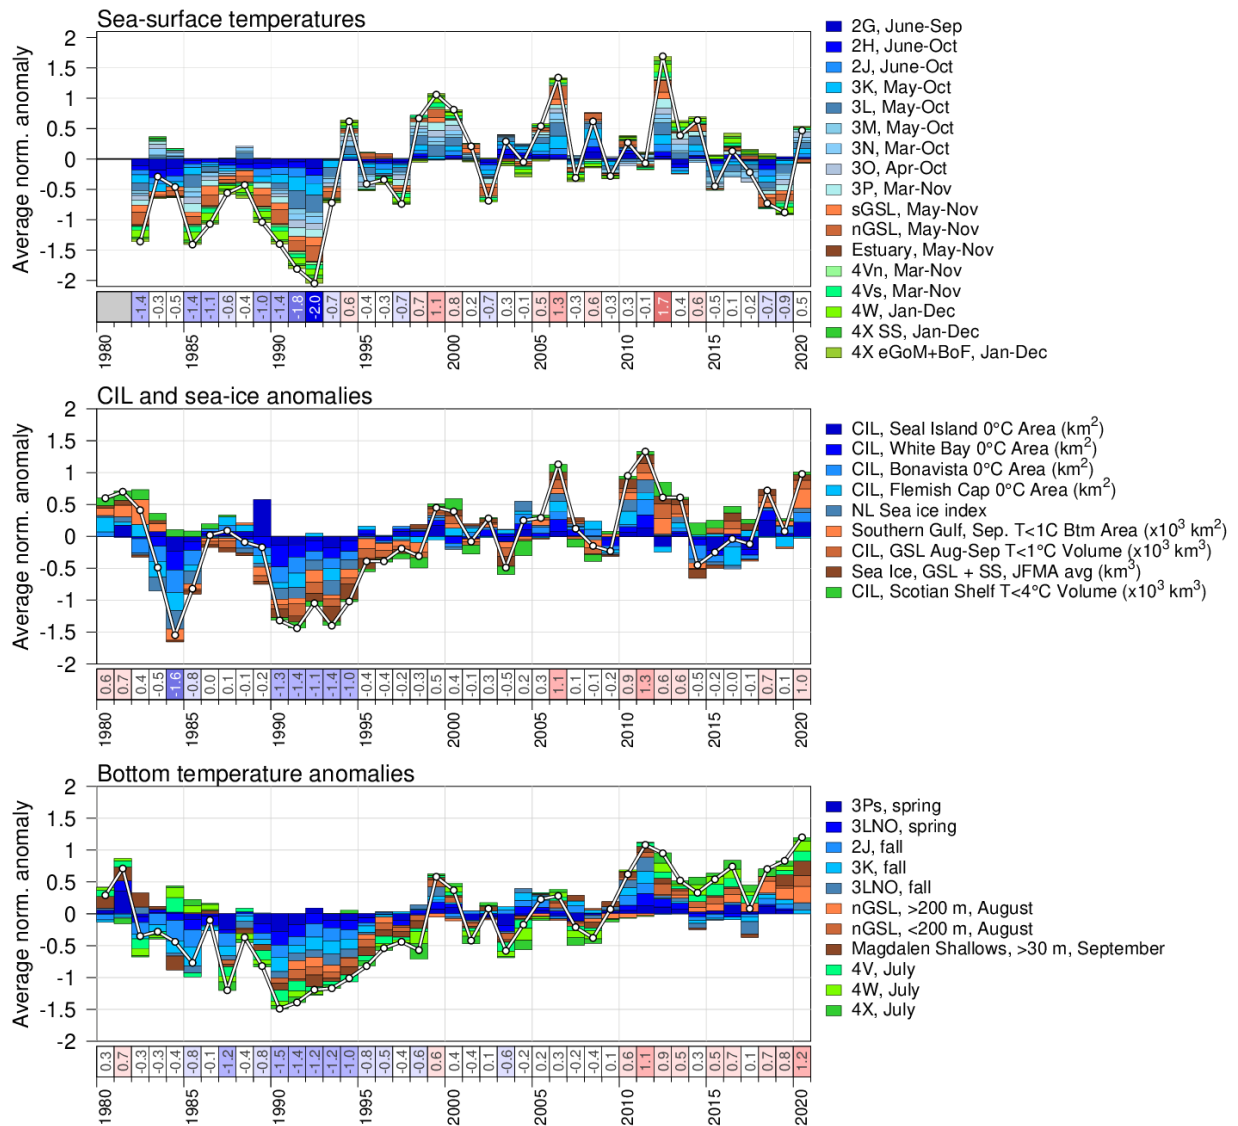 Sea-surface temperatures
Average norm. anomaly
2
1.5
1
0.5
0
-0.5
-1
-1.5
-2
-1.4 -0.3 -0.5 -1.4 -1.1 -0.6 -0.4 -1.0 -1.4 -1.8 -2.0 -0.7 0.6 -0.4 -0.3 -0.7 0.7 1.1 0.8 0.2 -0.7 0.3 -0.1 0.5 1.3 -0.3 0.6 -0.3 0.3 -0.1 1.7 0.4 0.6 -0.5 0.1 -0.2 -0.7 -0.9 0.5
1980 1985 1990 1995 2000 2005 2010 2015 2020
2G, June-Sep
2H, June-Oct
2J, June-Oct
3K, May-Oct
3L, May-Oct
3M, May-Oct
3N, Mar-Oct
3O, Apr-Oct
3P, Mar-Nov
sGSL, May-Nov
nGSL, May-Nov
Estuary, May-Nov
4Vn, Mar-Nov
4Vs, Mar-Nov
4W, Jan-Dec
4X SS, Jan-Dec
4X eGoM+BoF, Jan-Dec
CIL and sea-ice anomalies
Average norm. anomaly
2
1.5
1
0.5
0
-0.5
-1
-1.5
-2
0.6 0.7 0.4 -0.5 -1.6 -0.8 0.0 0.1 -0.1 -0.2 -1.3 -1.4 -1.1 -1.4 -1.0 -0.4 -0.4 -0.2 -0.3 0.5 0.4 -0.1 0.3 -0.5 0.2 0.3 1.1 0.1 -0.1 -0.2 0.9 1.3 0.6 0.6 -0.5 -0.2 -0.0 -0.1 0.7 0.1 1.0
1980 1985 1990 1995 2000 2005 2010 2015 2020
CIL, Seal Island 0°C Area (km²)
CIL, White Bay 0°C Area (km²)
CIL, Bonavista 0°C Area (km²)
CIL, Flemish Cap 0°C Area (km²)
NL Sea ice index
Southern Gulf, Sep. T<1C Btm Area (x10³ km²)
CIL, GSL Aug-Sep T<1°C Volume (x10³ km³)
Sea Ice, GSL + SS, JFMA avg (km³)
CIL, Scotian Shelf T<4°C Volume (x10³ km³)
Bottom temperature anomalies
Average norm. anomaly
2
1.5
1
0.5
0
-0.5
-1
-1.5
-2
0.3 0.7 -0.3 -0.3 -0.4 -0.8 -0.1 -1.2 -0.4 -0.8 -1.5 -1.4 -1.2 -1.2 -1.0 -0.8 -0.5 -0.4 -0.6 0.6 0.4 -0.4 0.1 -0.6 -0.2 0.2 0.3 -0.2 -0.4 0.1 0.6 1.1 0.9 0.5 0.3 0.5 0.7 0.1 0.7 0.8 1.2
1980 1985 1990 1995 2000 2005 2010 2015 2020
3Ps, spring
3LNO, spring
2J, fall
3K, fall
3LNO, fall
nGSL, >200 m, August
nGSL, <200 m, August
Magdalen Shallows, >30 m, September
4V, July
4W, July
4X, July